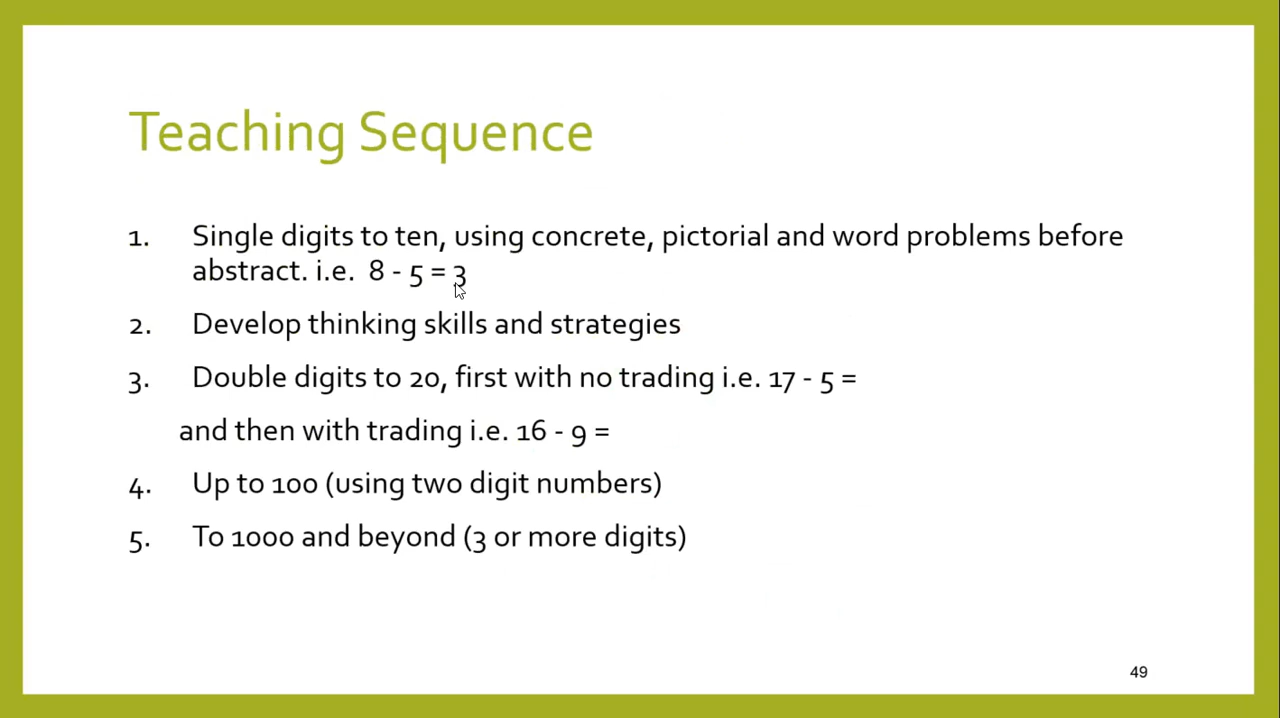 Teaching Sequence
1. Single digits to ten, using concrete, pictorial and word problems before
abstract. i.e. 8 - 5 = 3
2. Develop thinking skills and strategies
3. Double digits to 20, first with no trading i.e. 17 - 5 =
and then with trading i.e. 16 - 9 =
4. Up to 100 (using two digit numbers)
5. To 1000 and beyond (3 or more digits)
49